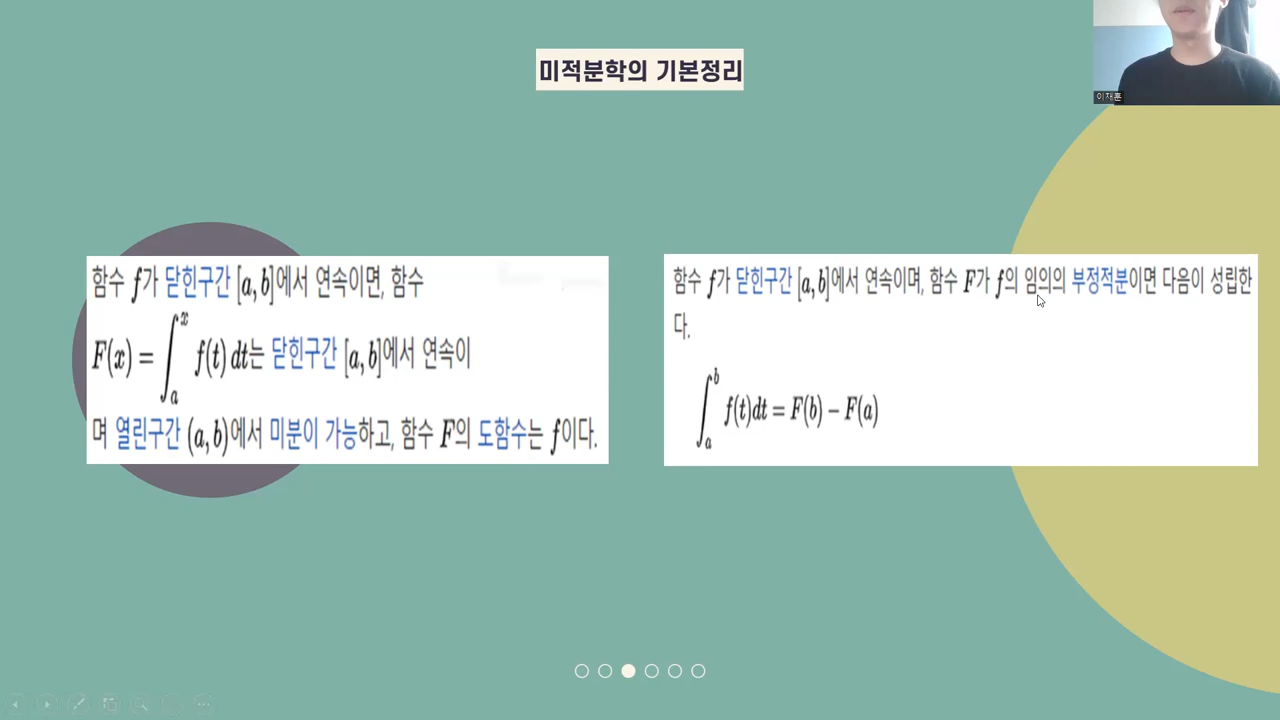 미적분학의 기본정리
이재훈
함수 f가 닫힌구간 [a, b]에서 연속이면, 함수
F(x) = ∫ₐˣ f(t) dt는 닫힌구간 [a, b]에서 연속이
며 열린구간 (a, b)에서 미분이 가능하고, 함수 F의 도함수는 f이다.
함수 f가 닫힌구간 [a, b]에서 연속이며, 함수 F가 f의 임의의 부정적분이면 다음이 성립한
다.
∫ₐᵇ f(t)dt = F(b) − F(a)